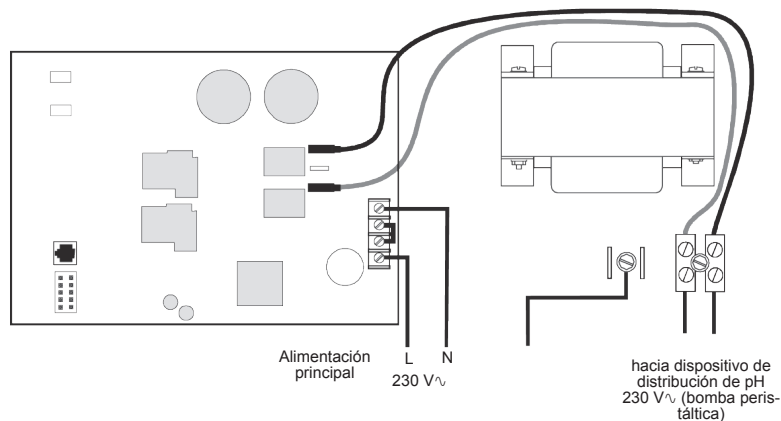 Alimentación
principal
L N
230 V∿
hacia dispositivo de
distribución de pH
230 V∿ (bomba peris-
táltica)